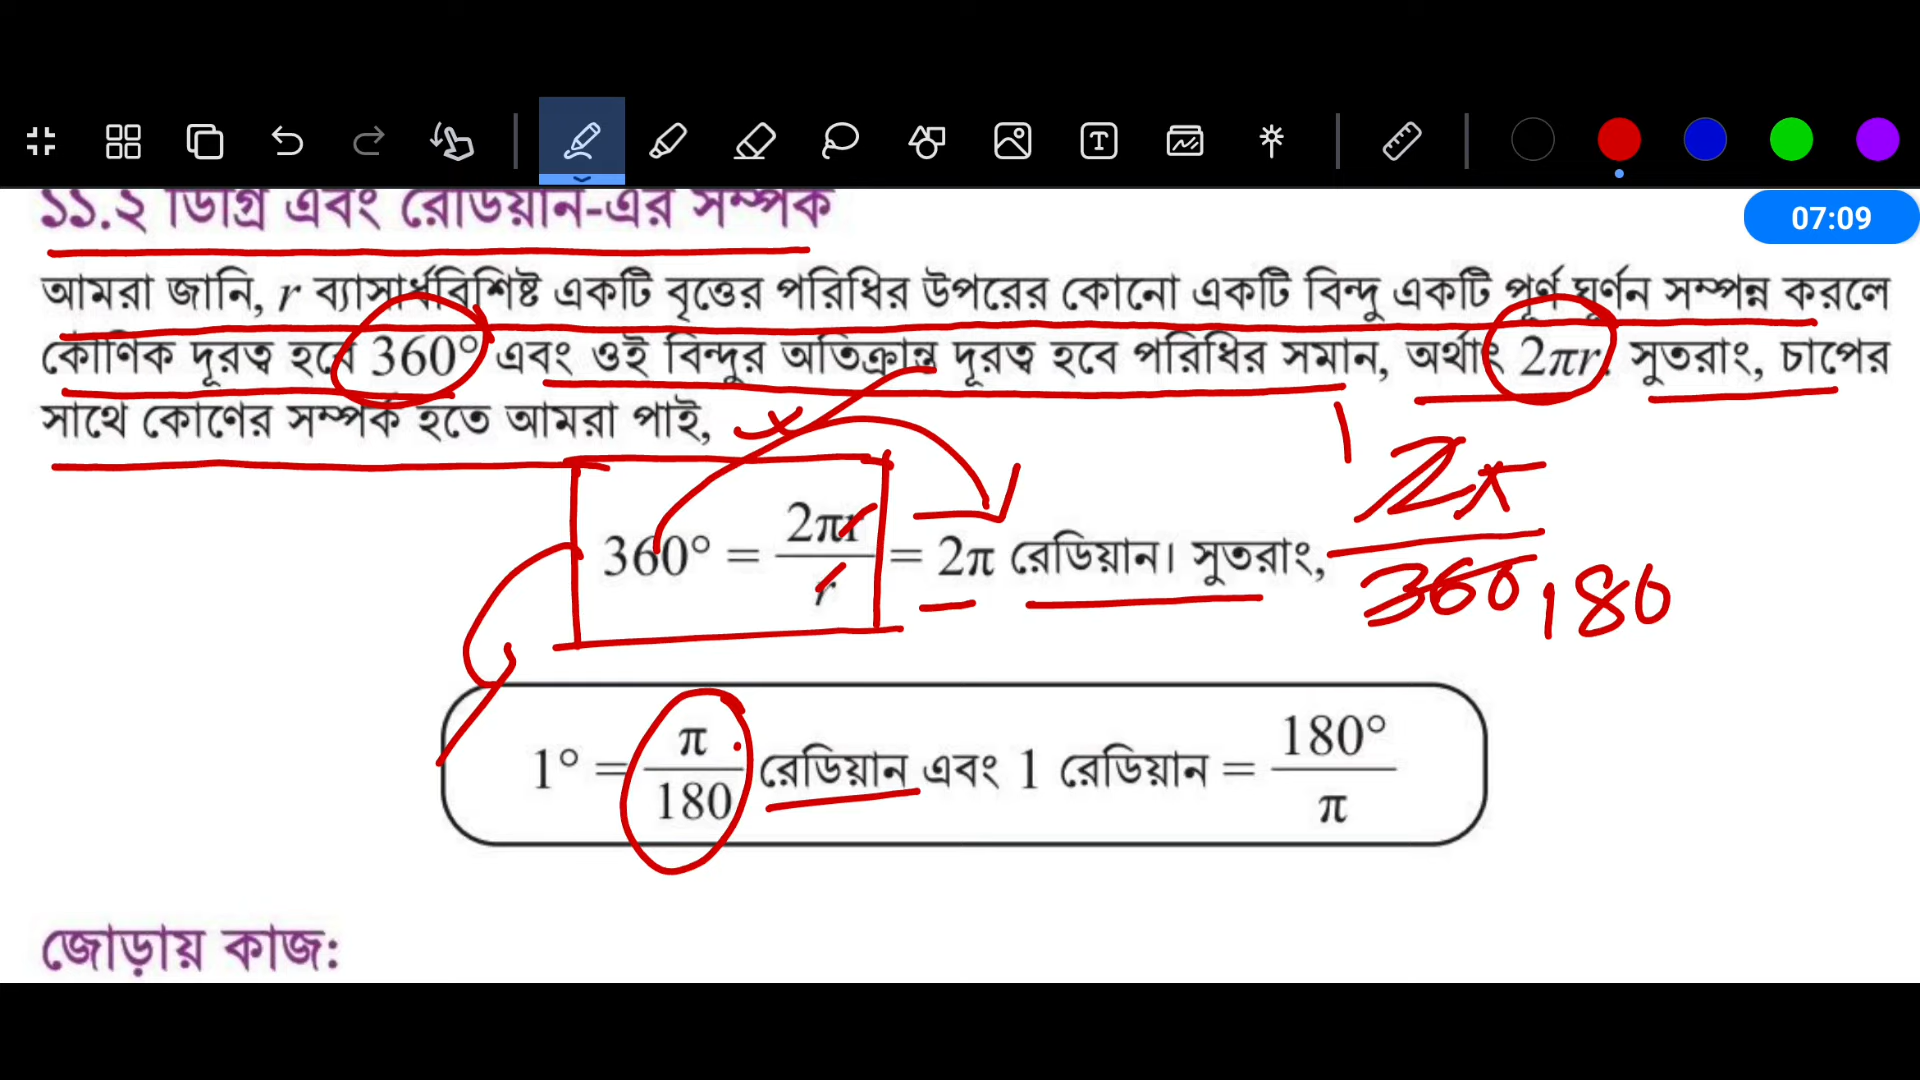 07:09
১১.২ ডিগ্রি এবং রেডিয়ান-এর সম্পর্ক
আমরা জানি, r ব্যাসার্ধবিশিষ্ট একটি বৃত্তের পরিধির উপরের কোনো একটি বিন্দু একটি পূর্ণ ঘুর্ণন সম্পন্ন করলে
কৌণিক দূরত্ব হবে 360° এবং ওই বিন্দুর অতিক্রান্ত দূরত্ব হবে পরিধির সমান, অর্থাৎ 2πr. সুতরাং, চাপের
সাথে কোণের সম্পর্ক হতে আমরা পাই,
360° = 2πr/r = 2π রেডিয়ান। সুতরাং,
2π/360 180
1° = π/180 রেডিয়ান এবং 1 রেডিয়ান = 180°/π
জোড়ায় কাজ: